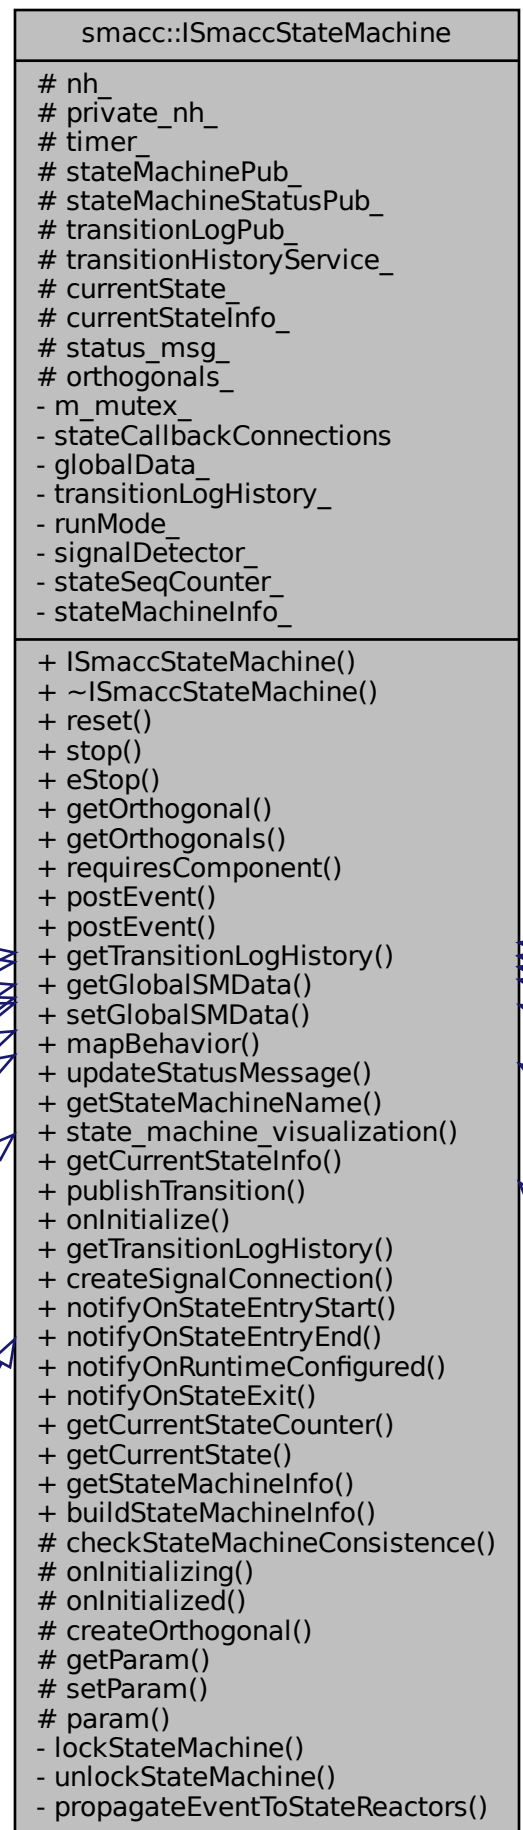 smacc::ISmaccStateMachine
# nh_
# private_nh_
# timer_
# stateMachinePub_
# stateMachineStatusPub_
# transitionLogPub_
# transitionHistoryService_
# currentState_
# currentStateInfo_
# status_msg_
# orthogonals_
- m_mutex_
- stateCallbackConnections
- globalData_
- transitionLogHistory_
- runMode_
- signalDetector_
- stateSeqCounter_
- stateMachineInfo_
+ ISmaccStateMachine()
+ ~ISmaccStateMachine()
+ reset()
+ stop()
+ eStop()
+ getOrthogonal()
+ getOrthogonals()
+ requiresComponent()
+ postEvent()
+ postEvent()
+ getTransitionLogHistory()
+ getGlobalSMData()
+ setGlobalSMData()
+ mapBehavior()
+ updateStatusMessage()
+ getStateMachineName()
+ state_machine_visualization()
+ getCurrentStateInfo()
+ publishTransition()
+ onInitialize()
+ getTransitionLogHistory()
+ createSignalConnection()
+ notifyOnStateEntryStart()
+ notifyOnStateEntryEnd()
+ notifyOnRuntimeConfigured()
+ notifyOnStateExit()
+ getCurrentStateCounter()
+ getCurrentState()
+ getStateMachineInfo()
+ buildStateMachineInfo()
# checkStateMachineConsistence()
# onInitializing()
# onInitialized()
# createOrthogonal()
# getParam()
# setParam()
# param()
- lockStateMachine()
- unlockStateMachine()
- propagateEventToStateReactors()